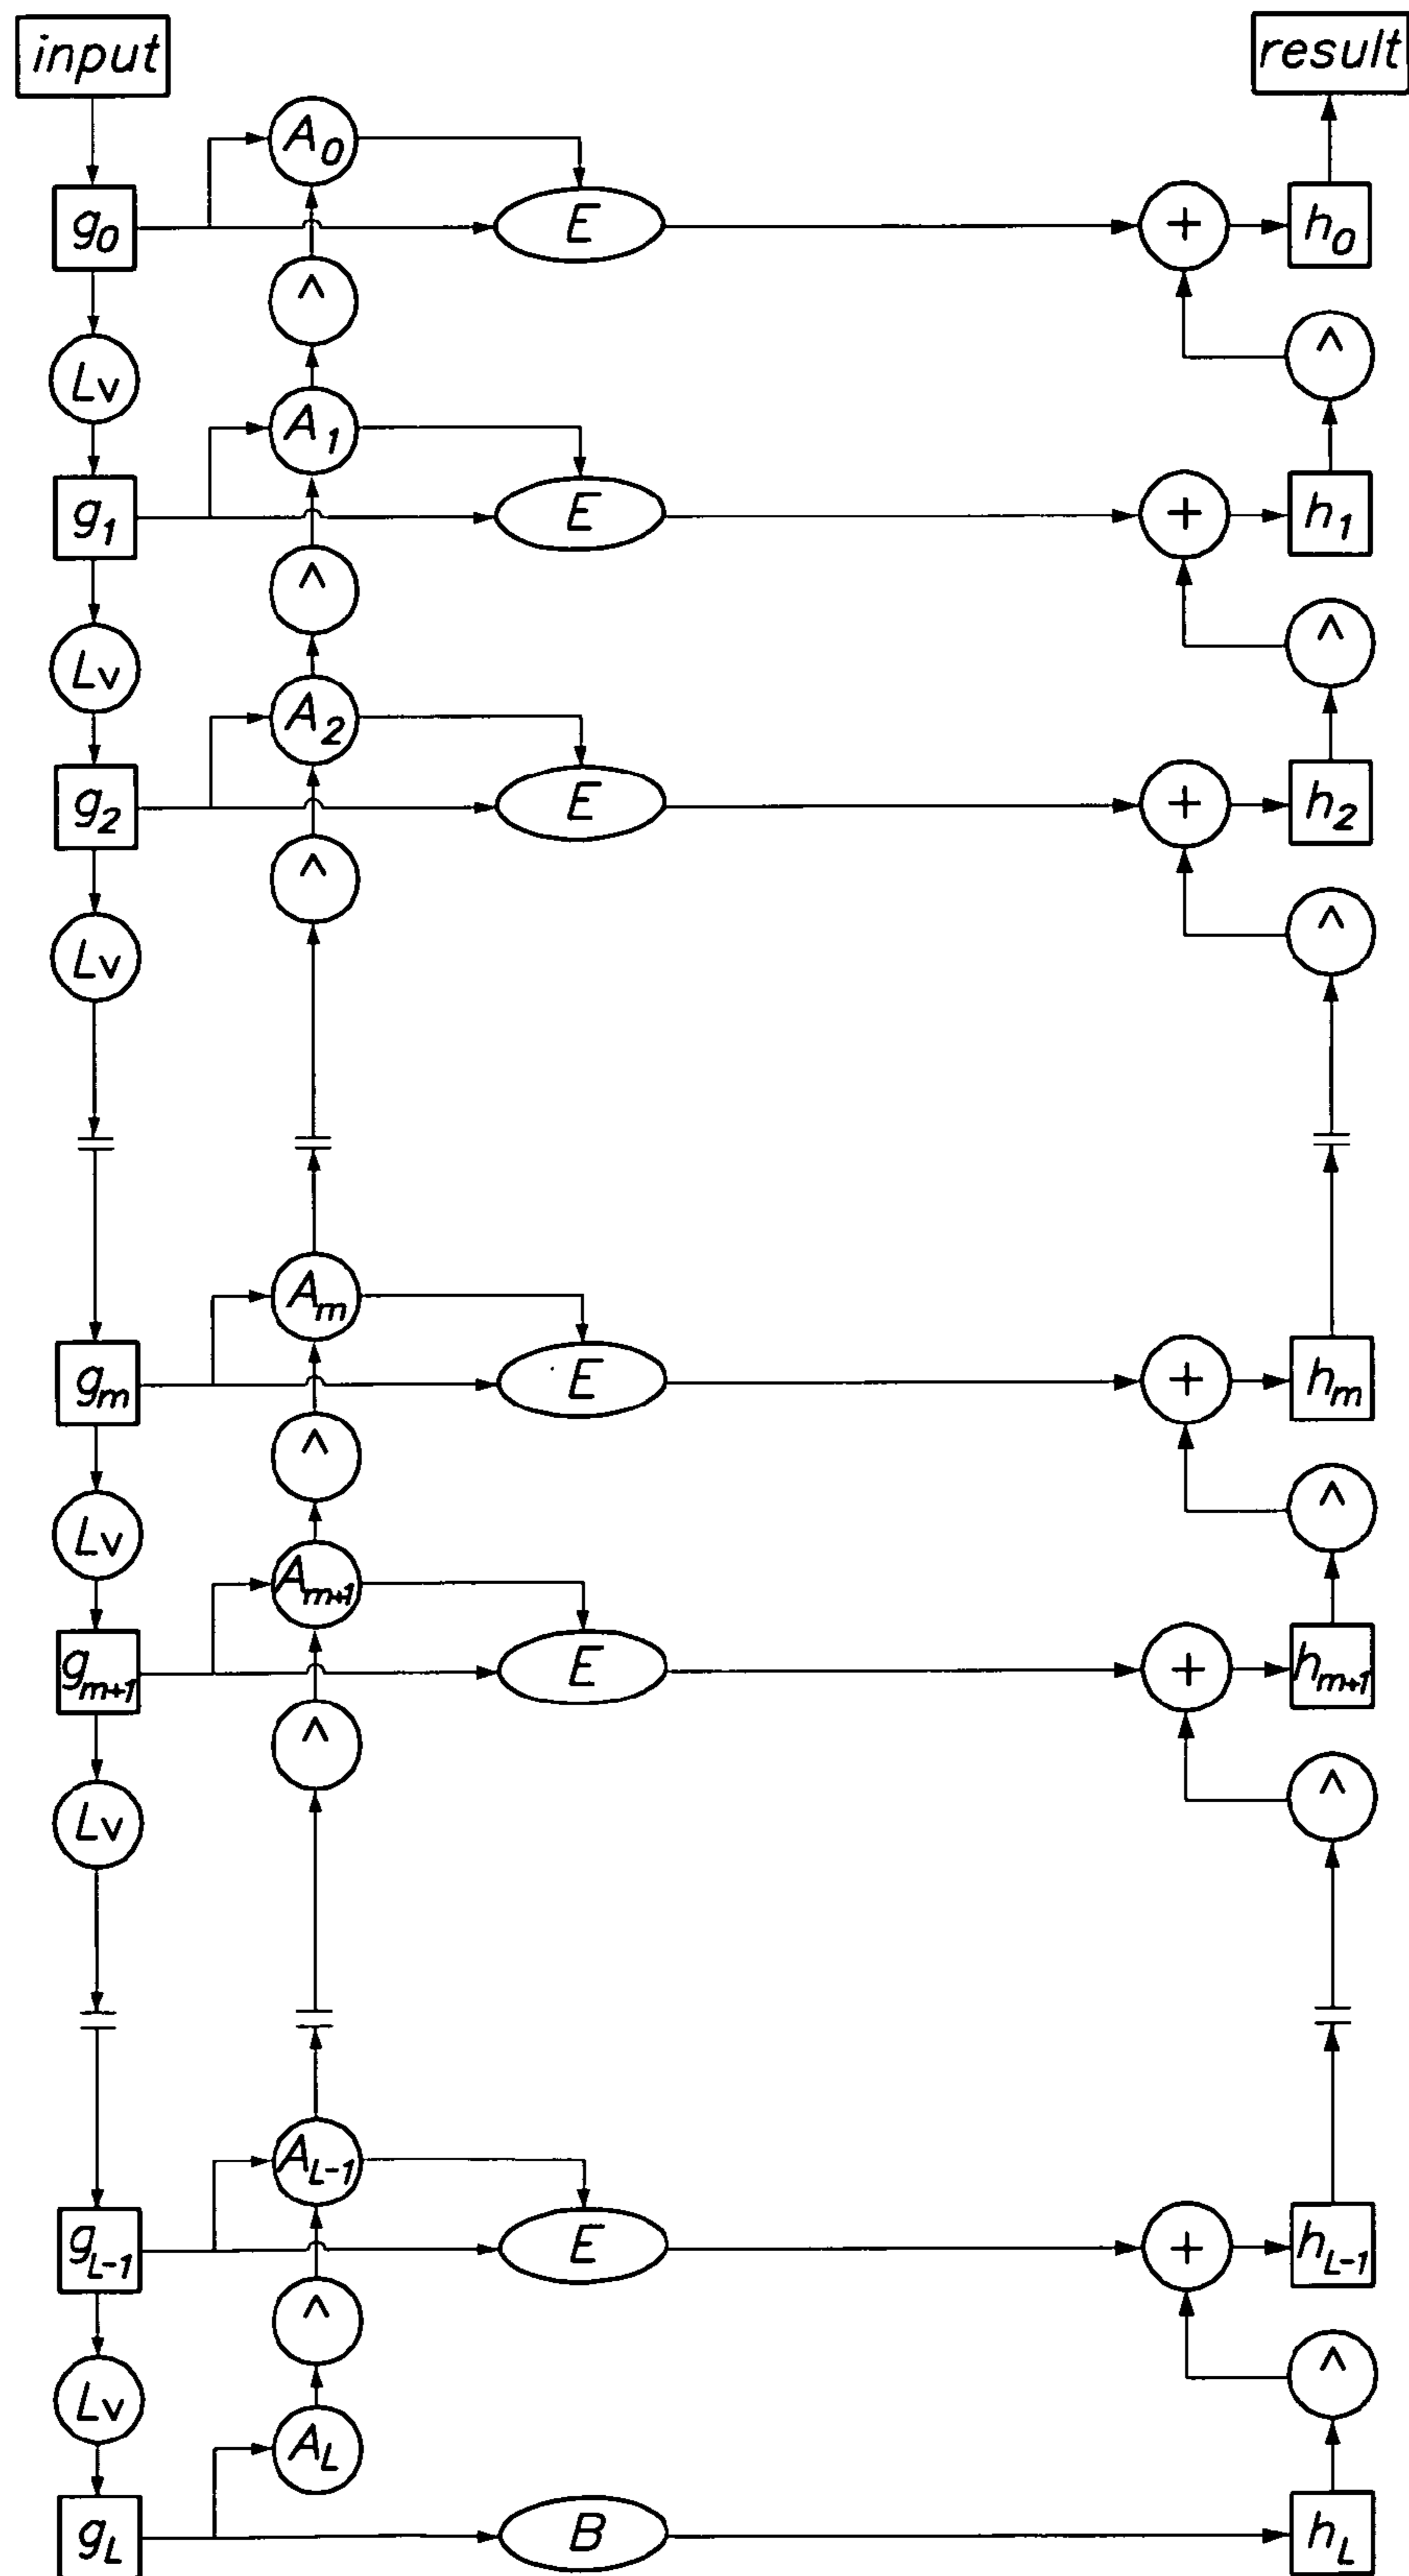 input result
A0
g0 E + h0
^
Lv ^
A1
g1 E + h1
^
Lv ^
A2
g2 E + h2
^
Lv ^
Am
gm E + hm
^
Lv ^
Am+1
gm+1 E + hm+1
^
Lv ^
AL-1
gL-1 E + hL-1
^
Lv ^
AL
gL B hL